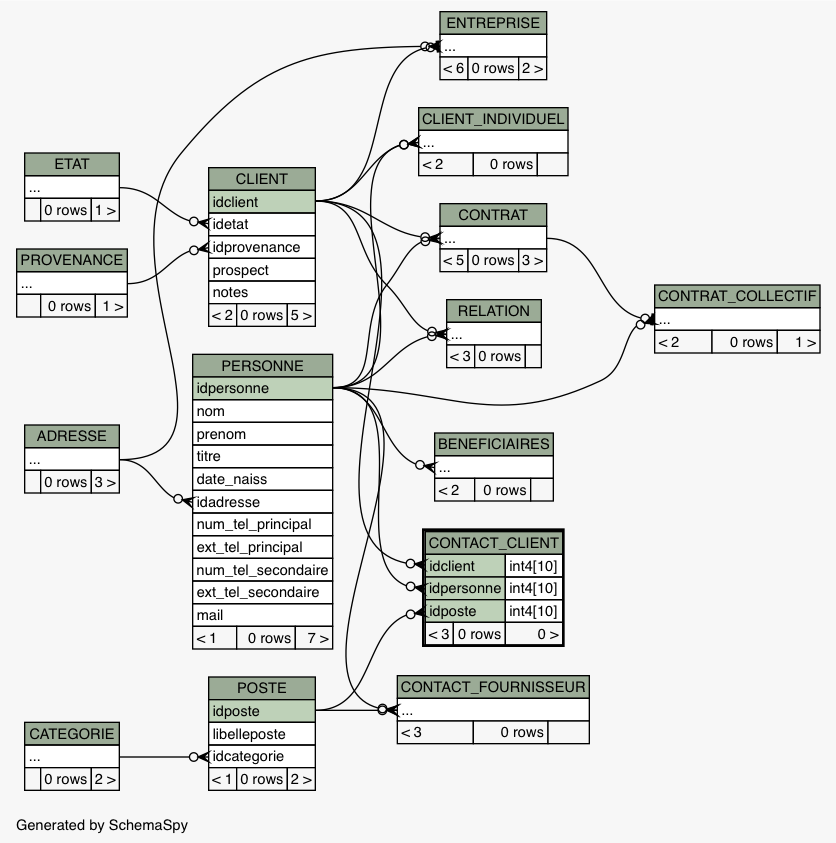 ENTREPRISE
...
< 6 0 rows 2 >
CLIENT_INDIVIDUEL
...
< 2 0 rows
ETAT
...
0 rows 1 >
CLIENT
idclient
idetat
idprovenance
prospect
notes
< 2 0 rows 5 >
CONTRAT
...
< 5 0 rows 3 >
PROVENANCE
...
0 rows 1 >
CONTRAT_COLLECTIF
...
< 2 0 rows 1 >
RELATION
...
< 3 0 rows
PERSONNE
idpersonne
nom
prenom
titre
date_naiss
idadresse
num_tel_principal
ext_tel_principal
num_tel_secondaire
ext_tel_secondaire
mail
< 1 0 rows 7 >
ADRESSE
...
0 rows 3 >
BENEFICIAIRES
...
< 2 0 rows
CONTACT_CLIENT
idclient int4[10]
idpersonne int4[10]
idposte int4[10]
< 3 0 rows 0 >
POSTE
idposte
libelleposte
idcategorie
< 1 0 rows 2 >
CONTACT_FOURNISSEUR
...
< 3 0 rows
CATEGORIE
...
0 rows 2 >
Generated by SchemaSpy